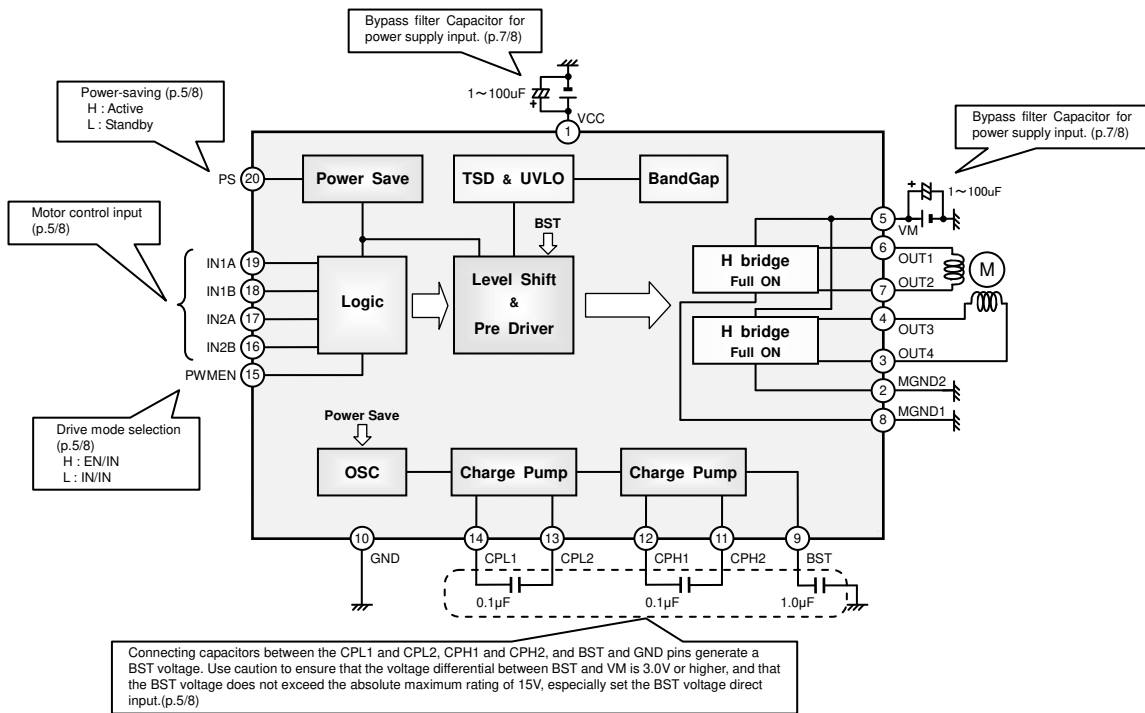 Bypass filter Capacitor for
power supply input. (p.7/8)
Power-saving (p.5/8)
H : Active
L : Standby
1～100uF
+
VCC
1
Bypass filter Capacitor for
power supply input. (p.7/8)
+
1～100uF
PS
20
Power Save
TSD & UVLO
BandGap
Motor control input
(p.5/8)
BST
5
VM
6
OUT1
7
OUT2
M
4
OUT3
3
OUT4
2
MGND2
8
MGND1
H bridge
Full ON
H bridge
Full ON
IN1A
19
IN1B
18
IN2A
17
IN2B
16
PWMEN
15
Logic
Level Shift
&
Pre Driver
Drive mode selection
(p.5/8)
H : EN/IN
L : IN/IN
Power Save
OSC
Charge Pump
Charge Pump
10
GND
14
CPL1
13
CPL2
12
CPH1
11
CPH2
9
BST
0.1µF
0.1µF
1.0µF
Connecting capacitors between the CPL1 and CPL2, CPH1 and CPH2, and BST and GND pins generate a
BST voltage. Use caution to ensure that the voltage differential between BST and VM is 3.0V or higher, and that
the BST voltage does not exceed the absolute maximum rating of 15V, especially set the BST voltage direct
input.(p.5/8)